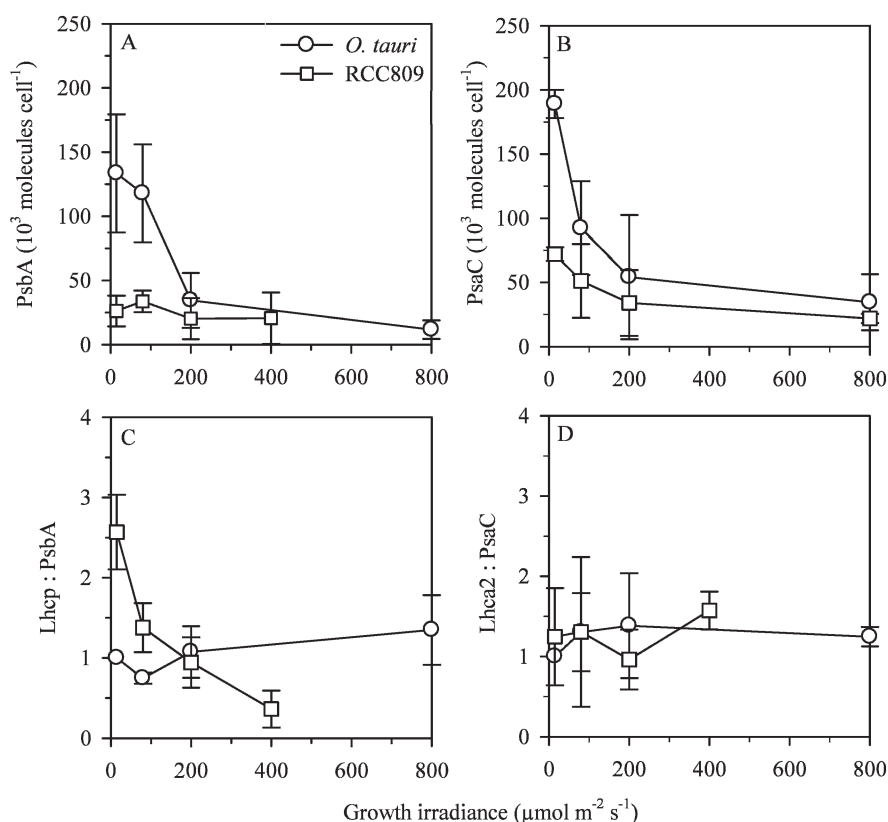 A
O. tauri
RCC809
PsbA (10³ molecules cell⁻¹)
250
200
150
100
50
0
0 200 400 600 800
B
PsaC (10³ molecules cell⁻¹)
250
200
150
100
50
0
0 200 400 600 800
C
Lhcp : PsbA
4
3
2
1
0
0 200 400 600 800
D
Lhca2 : PsaC
4
3
2
1
0
0 200 400 600 800
Growth irradiance (µmol m⁻² s⁻¹)